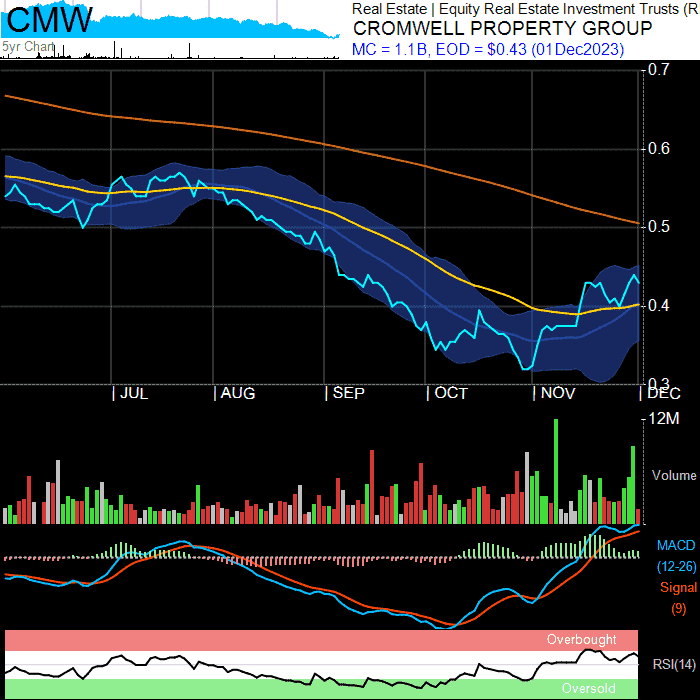 CMW
Real Estate | Equity Real Estate Investment Trusts (R
CROMWELL PROPERTY GROUP
5yr Chart
MC = 1.1B, EOD = $0.43 (01Dec2023)
0.7
0.6
0.5
0.4
0.3
JUL AUG SEP OCT NOV DEC
12M
Volume
MACD
(12-26)
Signal
(9)
Overbought
RSI(14)
Oversold